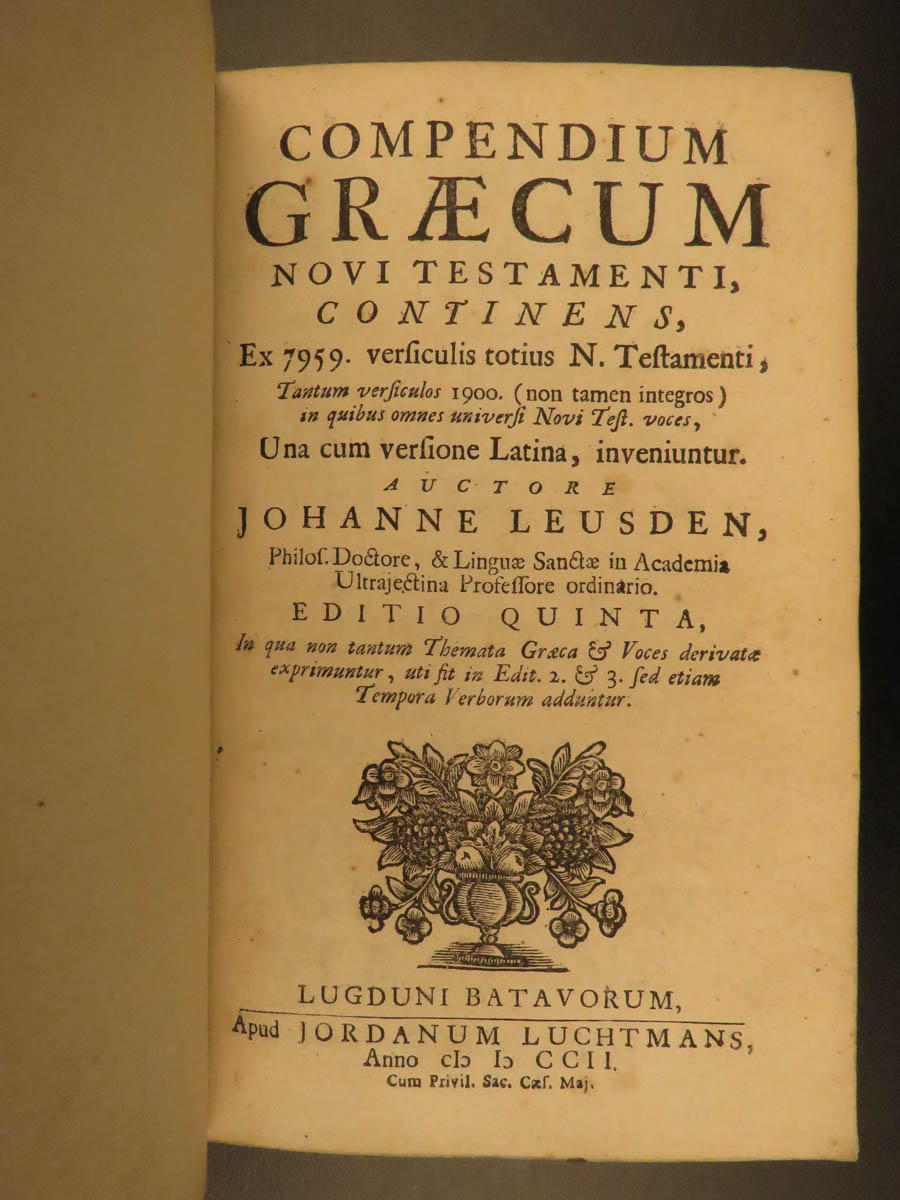 COMPENDIUM
GRÆCUM
NOVI TESTAMENTI,
CONTINENS,
Ex 7959. verſiculis totius N. Teſtamenti,
Tantum verſiculos 1900. (non tamen integros)
in quibus omnes univerſi Novi Teſt. voces,
Una cum verſione Latina, inveniuntur.
AUCTORE
JOHANNE LEUSDEN,
Philoſ. Doctore, & Linguæ Sanctæ in Academia
Ultrajectina Profeſſore ordinario.
EDITIO QUINTA,
In qua non tantum Themata Græca & Voces derivatæ
exprimuntur, uti fit in Edit. 2. & 3. ſed etiam
Tempora Verborum adduntur.
LUGDUNI BATAVORUM,
Apud JORDANUM LUCHTMANS,
Anno cIↄ Iↄ CCII.
Cum Privil. Sac. Cæſ. Maj.